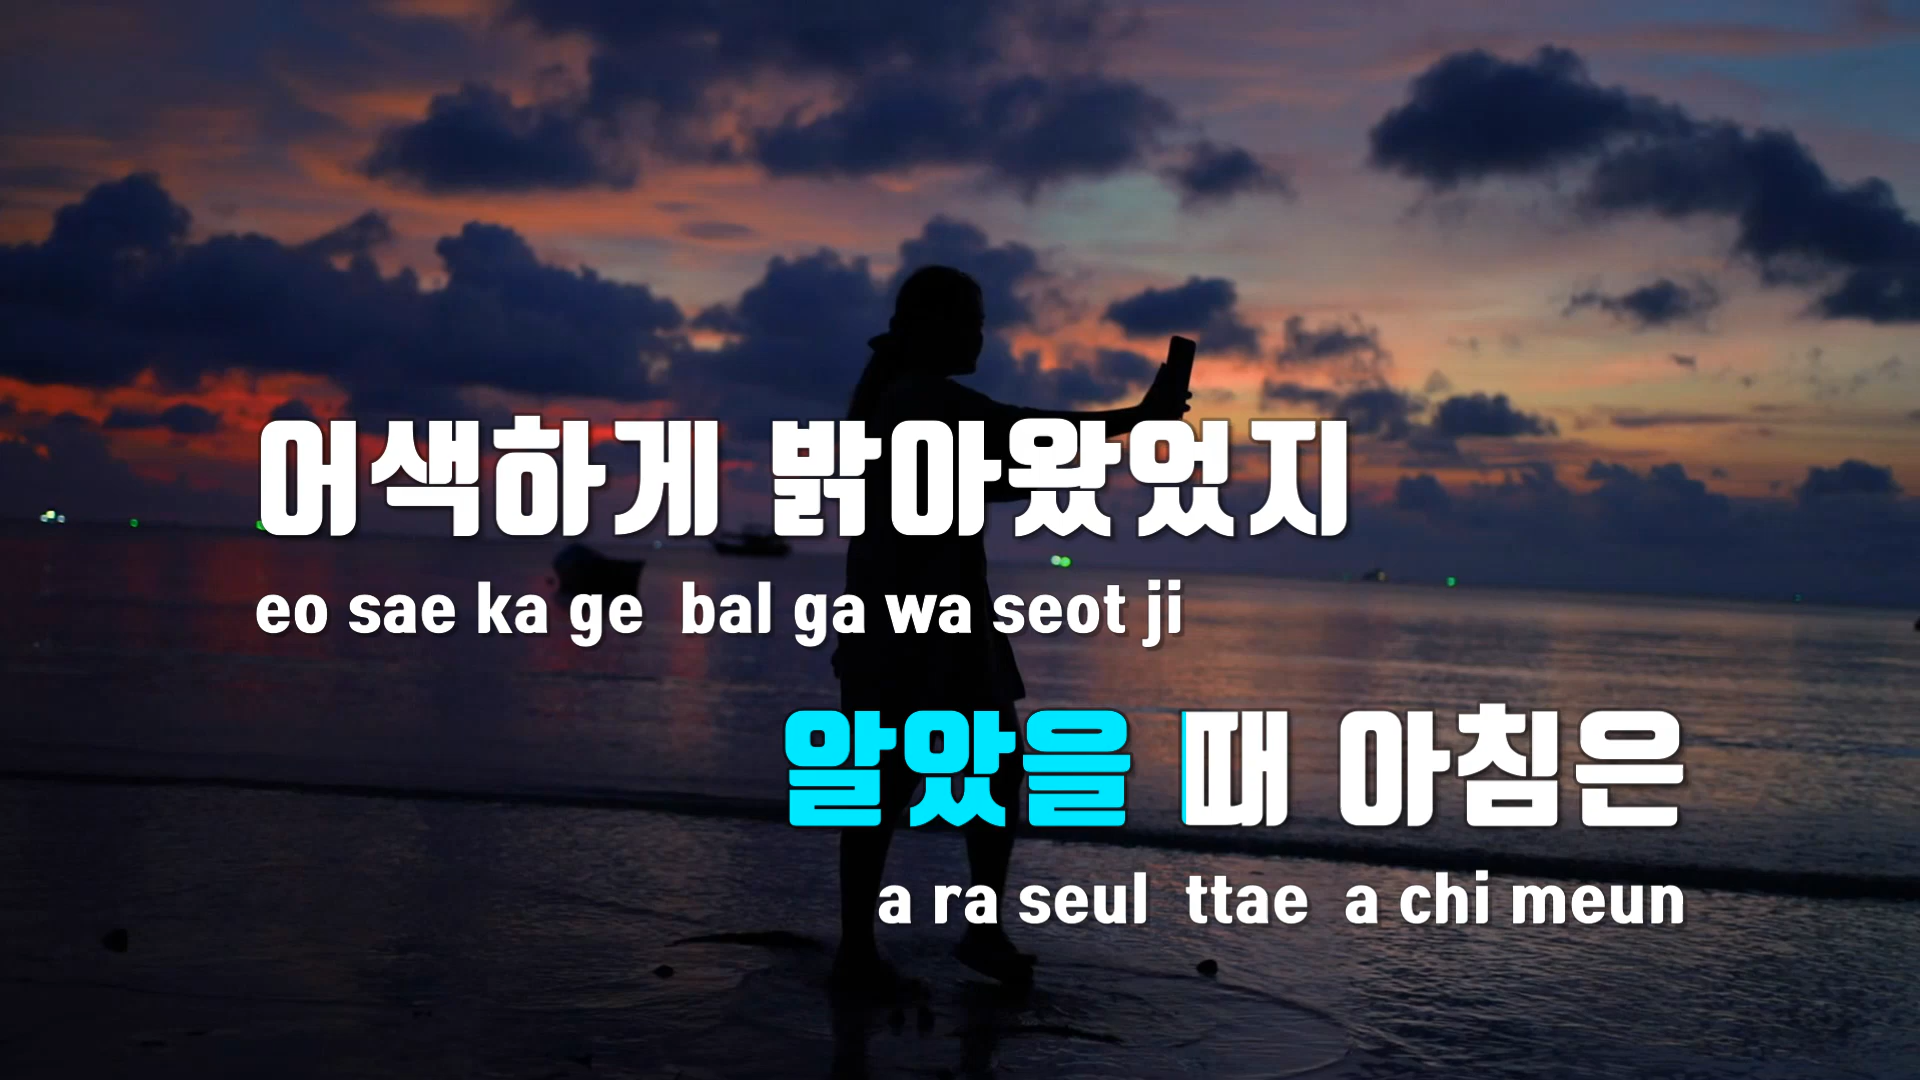 어색하게 밝아왔었지
eo sae ka ge bal ga wa seot ji
알았을 때 아침은
a ra seul ttae a chi meun